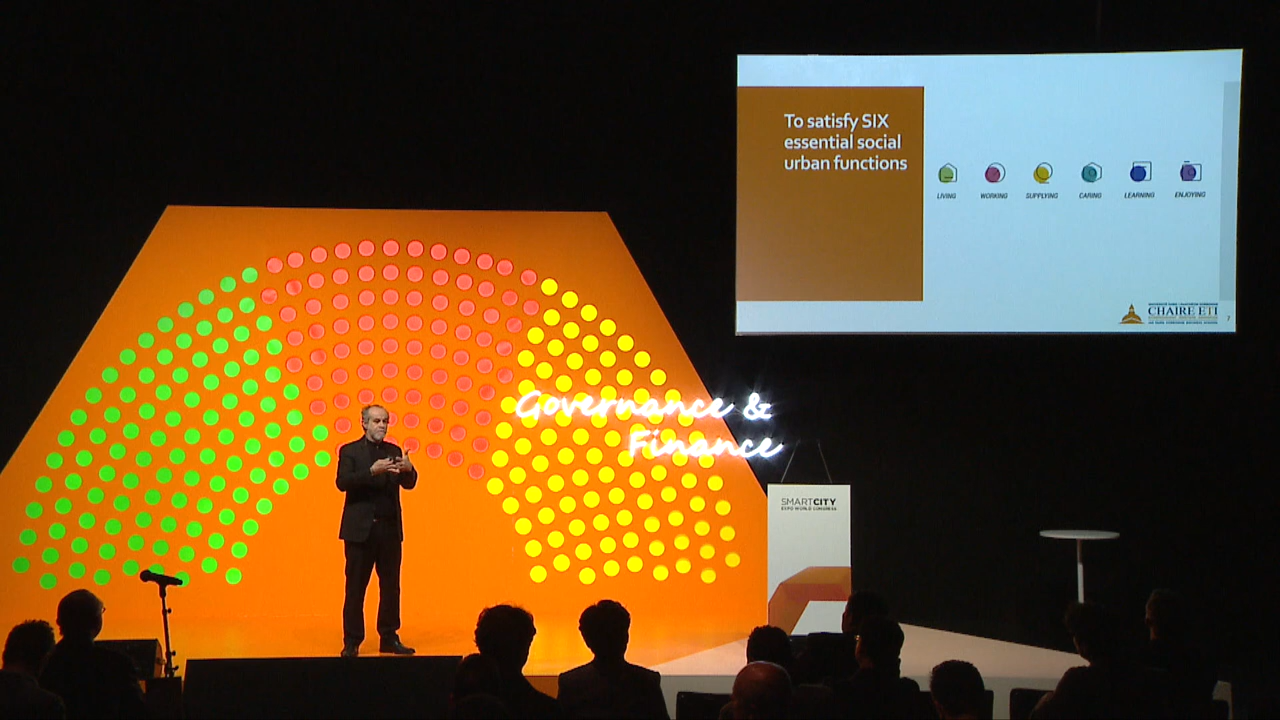 To satisfy SIX
essential social
urban functions
LIVING
WORKING
SUPPLYING
CARING
LEARNING
ENJOYING
CHAIRE ETI
7
Governance &
Finance
SMARTCITY
EXPO WORLD CONGRESS